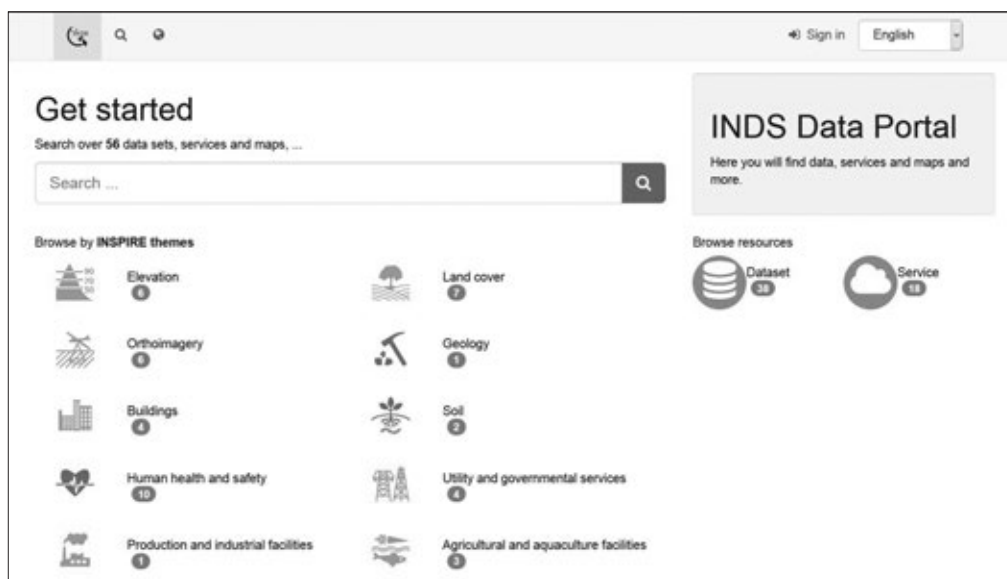 Sign in
English
Get started
Search over 56 data sets, services and maps, ...
Search ...
INDS Data Portal
Here you will find data, services and maps and
more.
Browse by INSPIRE themes
Browse resources
Elevation
6
Land cover
7
Dataset
38
Service
18
Orthoimagery
6
Geology
1
Buildings
4
Soil
2
Human health and safety
10
Utility and governmental services
4
Production and industrial facilities
1
Agricultural and aquaculture facilities
3